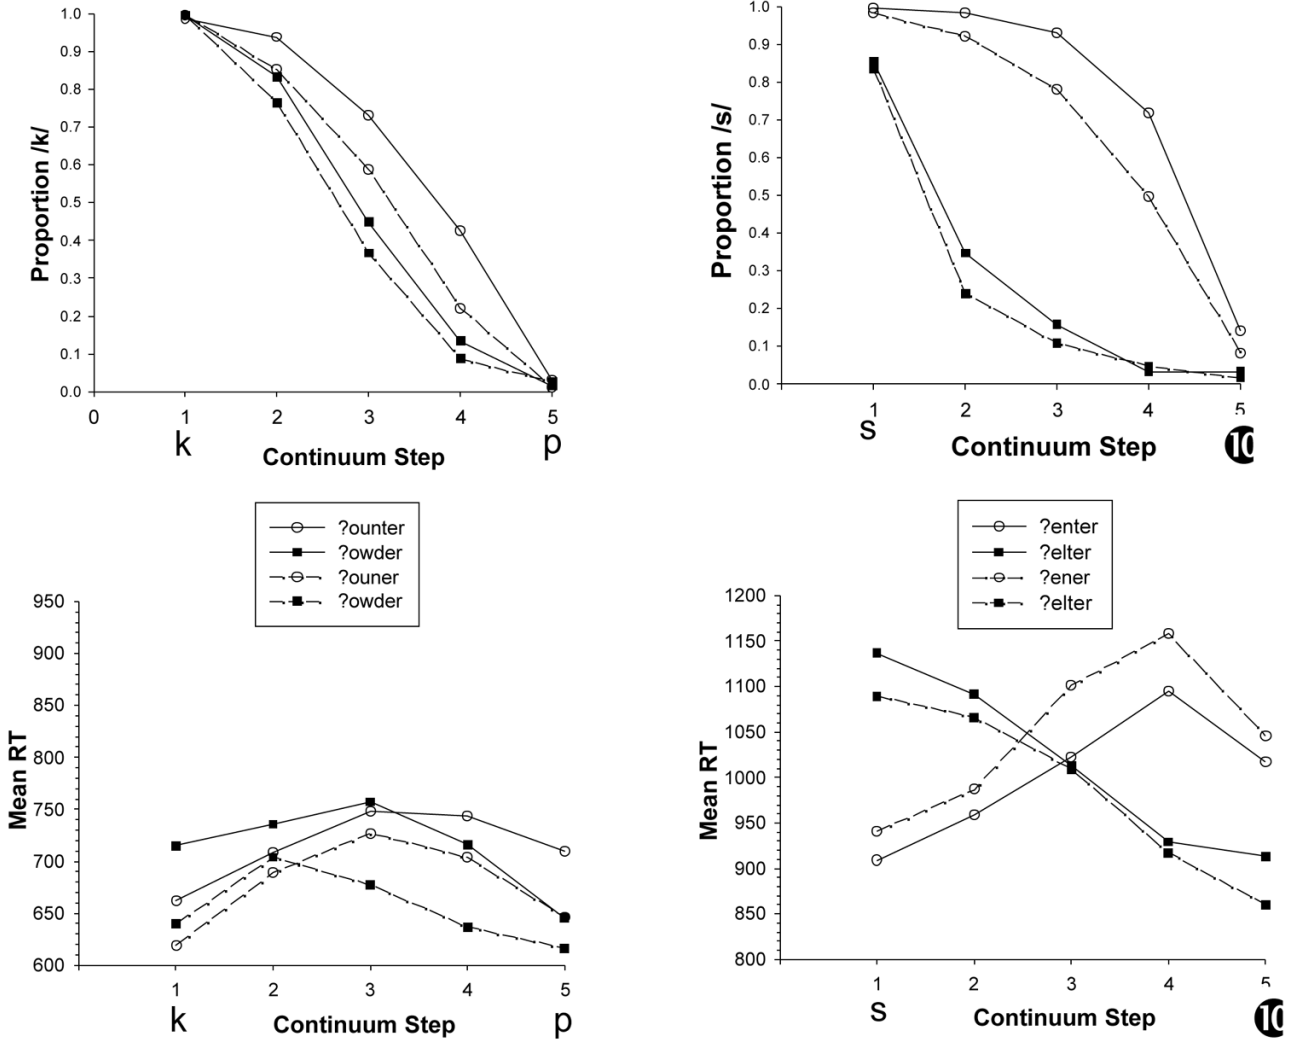 1.0
0.9
0.8
0.7
0.6
0.5
0.4
0.3
0.2
0.1
0.0
Proportion /k/
0 1 2 3 4 5
k p
Continuum Step
1.0
0.9
0.8
0.7
0.6
0.5
0.4
0.3
0.2
0.1
0.0
Proportion /s/
1 2 3 4 5
s 10
Continuum Step
?ounter
?owder
?ouner
?owder
?enter
?elter
?ener
?elter
950
900
850
800
750
700
650
600
Mean RT
1 2 3 4 5
k p
Continuum Step
1200
1150
1100
1050
1000
950
900
850
800
Mean RT
1 2 3 4 5
s 10
Continuum Step